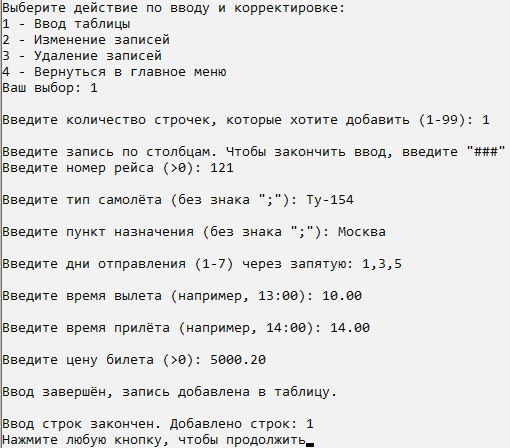 Выберите действие по вводу и корректировке:
1 - Ввод таблицы
2 - Изменение записей
3 - Удаление записей
4 - Вернуться в главное меню
Ваш выбор: 1
Введите количество строчек, которые хотите добавить (1-99): 1
Введите запись по столбцам. Чтобы закончить ввод, введите "###"
Введите номер рейса (>0): 121
Введите тип самолёта (без знака ";"): Ту-154
Введите пункт назначения (без знака ";"): Москва
Введите дни отправления (1-7) через запятую: 1,3,5
Введите время вылета (например, 13:00): 10.00
Введите время прилёта (например, 14:00): 14.00
Введите цену билета (>0): 5000.20
Ввод завершён, запись добавлена в таблицу.
Ввод строк закончен. Добавлено строк: 1
Нажмите любую кнопку, чтобы продолжить